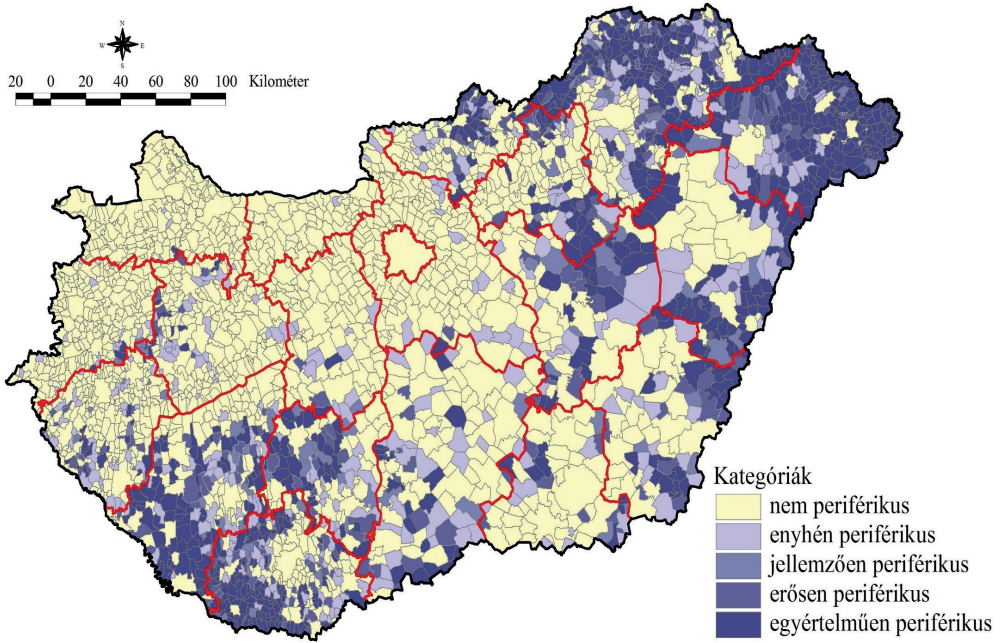 N
W E
S
20 0 20 40 60 80 100 Kilométer
Kategóriák
nem periférikus
enyhén periférikus
jellemzően periférikus
erősen periférikus
egyértelműen periférikus